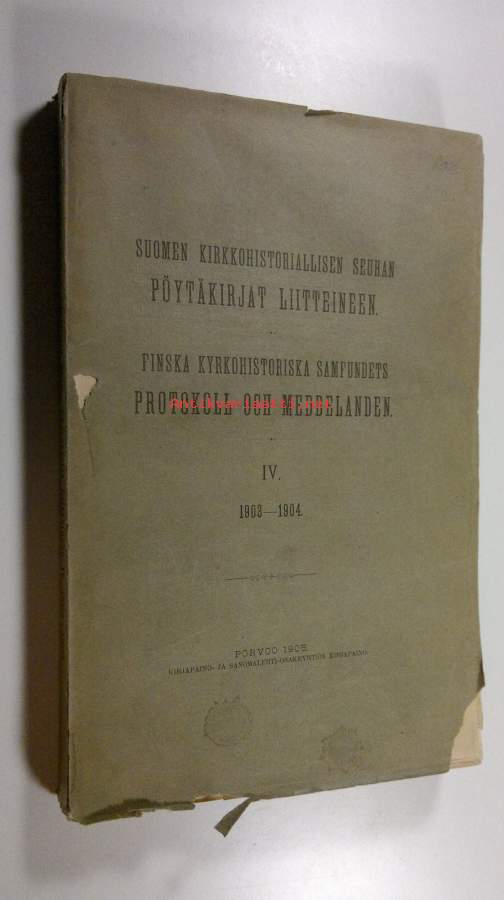 SUOMEN KIRKKOHISTORIALLISEN SEURAN
PÖYTÄKIRJAT LIITTEINEEN.
FINSKA KYRKOHISTORISKA SAMFUNDETS
PROTOKOLL OCH MEDDELANDEN.
IV.
1903—1904.
PORVOO 1905.
KIRJAPAINO- JA SANOMALEHTI-OSAKEYHTIÖN KIRJAPAINO.